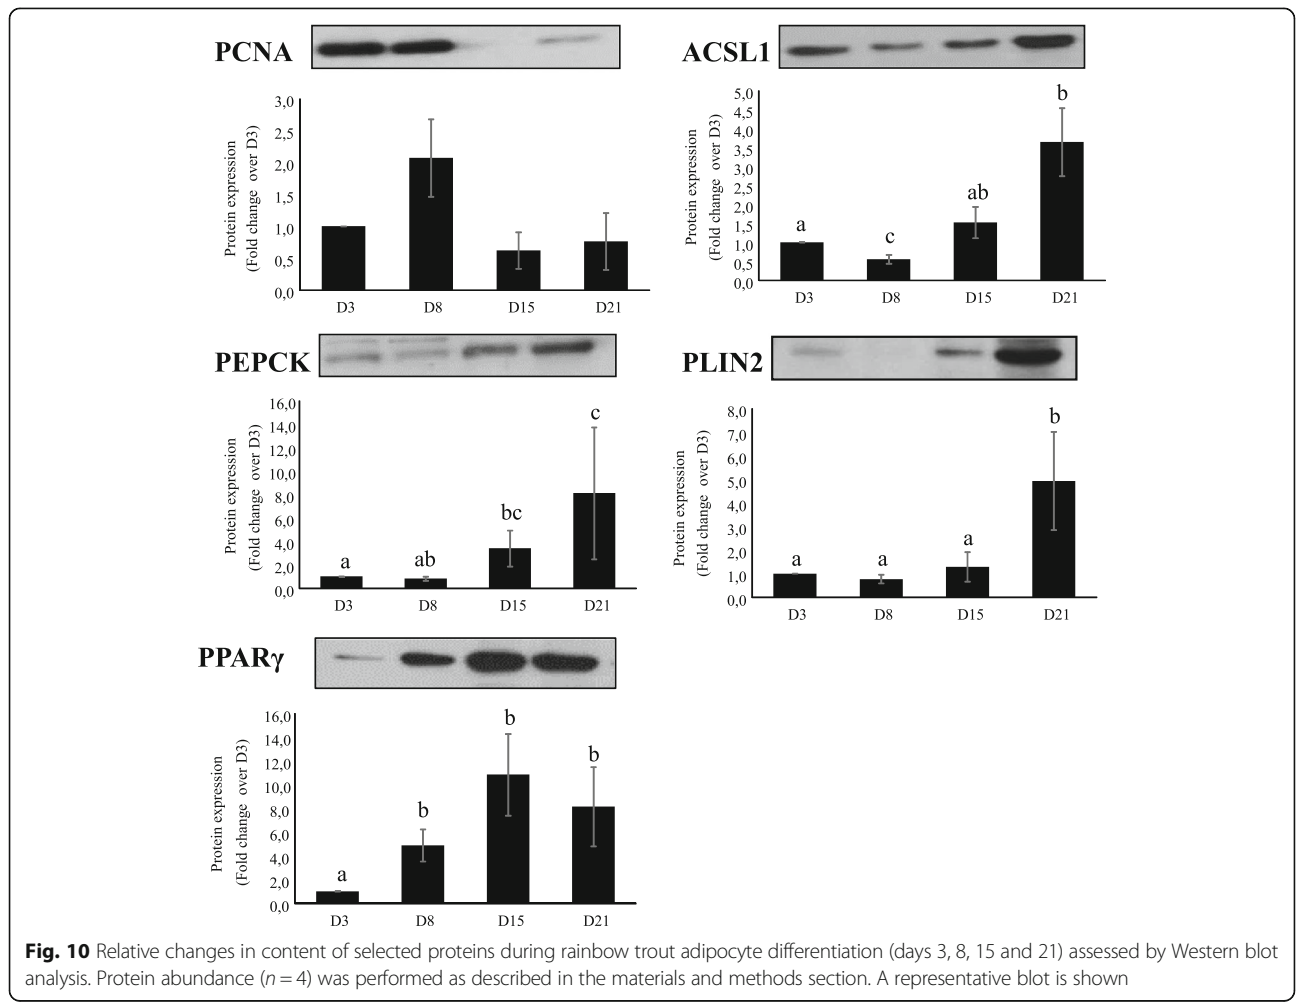 PCNA
Protein expression
(Fold change over D3)
3,0
2,5
2,0
1,5
1,0
0,5
0,0
D3 D8 D15 D21
ACSL1
Protein expression
(Fold change over D3)
5,0
4,5
4,0
3,5
3,0
2,5
2,0
1,5
1,0
0,5
0,0
a c ab b
D3 D8 D15 D21
PEPCK
Protein expression
(Fold change over D3)
16,0
14,0
12,0
10,0
8,0
6,0
4,0
2,0
0,0
a ab bc c
D3 D8 D15 D21
PLIN2
Protein expression
(Fold change over D3)
8,0
7,0
6,0
5,0
4,0
3,0
2,0
1,0
0,0
a a a b
D3 D8 D15 D21
PPARγ
Protein expression
(Fold change over D3)
16,0
14,0
12,0
10,0
8,0
6,0
4,0
2,0
0,0
a b b b
D3 D8 D15 D21
Fig. 10 Relative changes in content of selected proteins during rainbow trout adipocyte differentiation (days 3, 8, 15 and 21) assessed by Western blot
analysis. Protein abundance (n = 4) was performed as described in the materials and methods section. A representative blot is shown